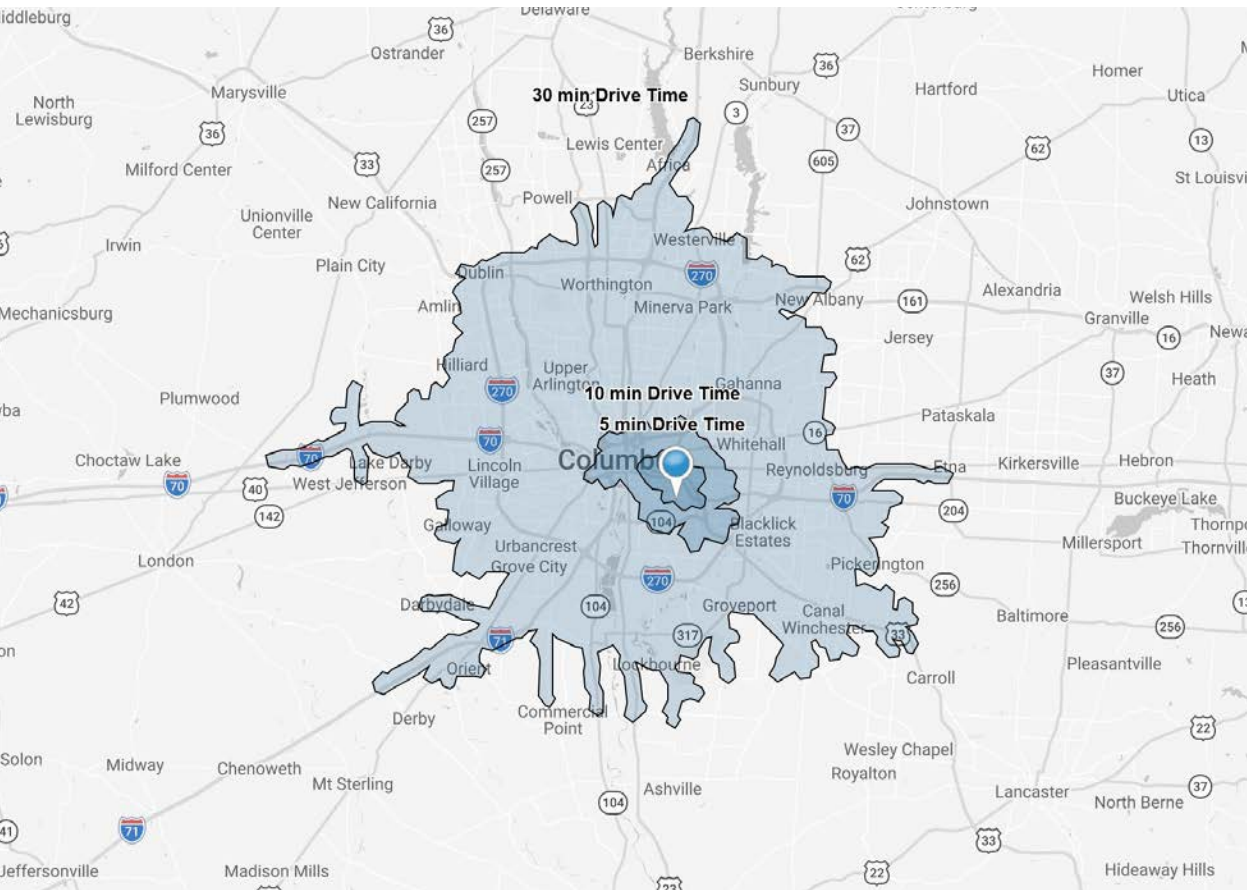 Delaware
36
Ostrander
Berkshire
36
Sunbury
Homer
Hartford
Utica
Marysville
North
Lewisburg
30 min Drive Time
23
3
257
37
36
Lewis Center
13
62
Milford Center
33
257
Africa
605
St Louisvi
Powell
New California
Johnstown
Unionville
Center
Irwin
Westerville
62
Plain City
Dublin
270
Worthington
Alexandria
Amlin
Minerva Park
New Albany
161
Welsh Hills
Mechanicsburg
Granville
Jersey
16
Newa
Hilliard
Upper
Arlington
37
270
Gahanna
Heath
Plumwood
10 min Drive Time
Pataskala
5 min Drive Time
16
Whitehall
70
Choctaw Lake
70
Lake Darby
Lincoln
Village
Columb
Reynoldsburg
Etna
Kirkersville
Hebron
70
40
West Jefferson
70
Buckeye Lake
142
204
Galloway
104
Blacklick
Estates
Millersport
Thornpo
Thornville
Urbancrest
London
Grove City
Pickerington
270
256
42
Darbydale
104
Groveport
Canal
Winchester
Baltimore
256
71
317
33
Orient
Lockbourne
Pleasantville
Carroll
Derby
Commercial
Point
22
Solon
Midway
Chenoweth
Wesley Chapel
Mt Sterling
Royalton
Ashville
Lancaster
37
104
North Berne
41
71
33
Jeffersonville
Madison Mills
22
Hideaway Hills
23